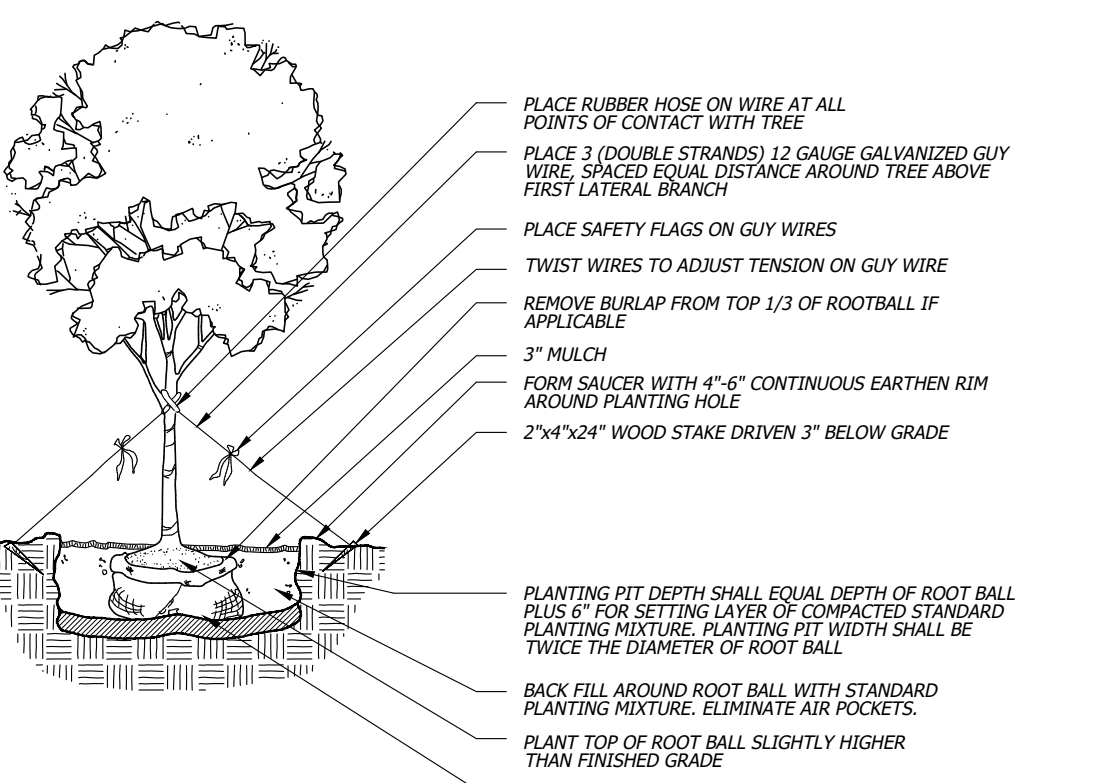 PLACE RUBBER HOSE ON WIRE AT ALL
POINTS OF CONTACT WITH TREE
PLACE 3 (DOUBLE STRANDS) 12 GAUGE GALVANIZED GUY
WIRE, SPACED EQUAL DISTANCE AROUND TREE ABOVE
FIRST LATERAL BRANCH
PLACE SAFETY FLAGS ON GUY WIRES
TWIST WIRES TO ADJUST TENSION ON GUY WIRE
REMOVE BURLAP FROM TOP 1/3 OF ROOTBALL IF
APPLICABLE
3" MULCH
FORM SAUCER WITH 4"-6" CONTINUOUS EARTHEN RIM
AROUND PLANTING HOLE
2"x4"x24" WOOD STAKE DRIVEN 3" BELOW GRADE
PLANTING PIT DEPTH SHALL EQUAL DEPTH OF ROOT BALL
PLUS 6" FOR SETTING LAYER OF COMPACTED STANDARD
PLANTING MIXTURE. PLANTING PIT WIDTH SHALL BE
TWICE THE DIAMETER OF ROOT BALL
BACK FILL AROUND ROOT BALL WITH STANDARD
PLANTING MIXTURE. ELIMINATE AIR POCKETS.
PLANT TOP OF ROOT BALL SLIGHTLY HIGHER
THAN FINISHED GRADE